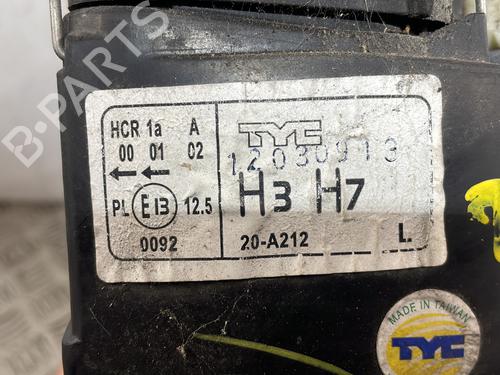 B-PARTS
HCR 1a A
00 01 02
PL E13 12.5
0092
TYC
12030913
H3 H7
20-A212 L
MADE IN TAIWAN
TYC